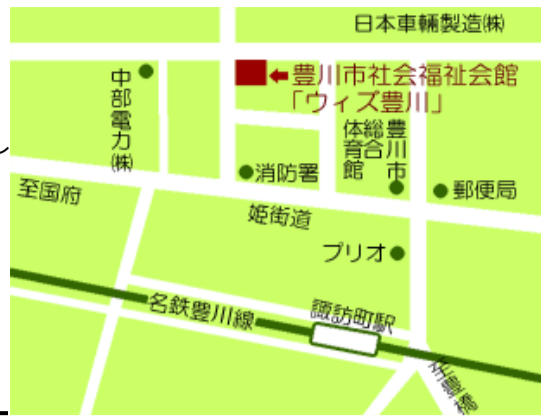 日本車輛製造㈱
豊川市社会福祉会館
「ウィズ豊川」
中部電力㈱
豊川市
総合
体育館
消防署
郵便局
至国府
姫街道
プリオ
名鉄豊川線
諏訪町駅
至豊橋